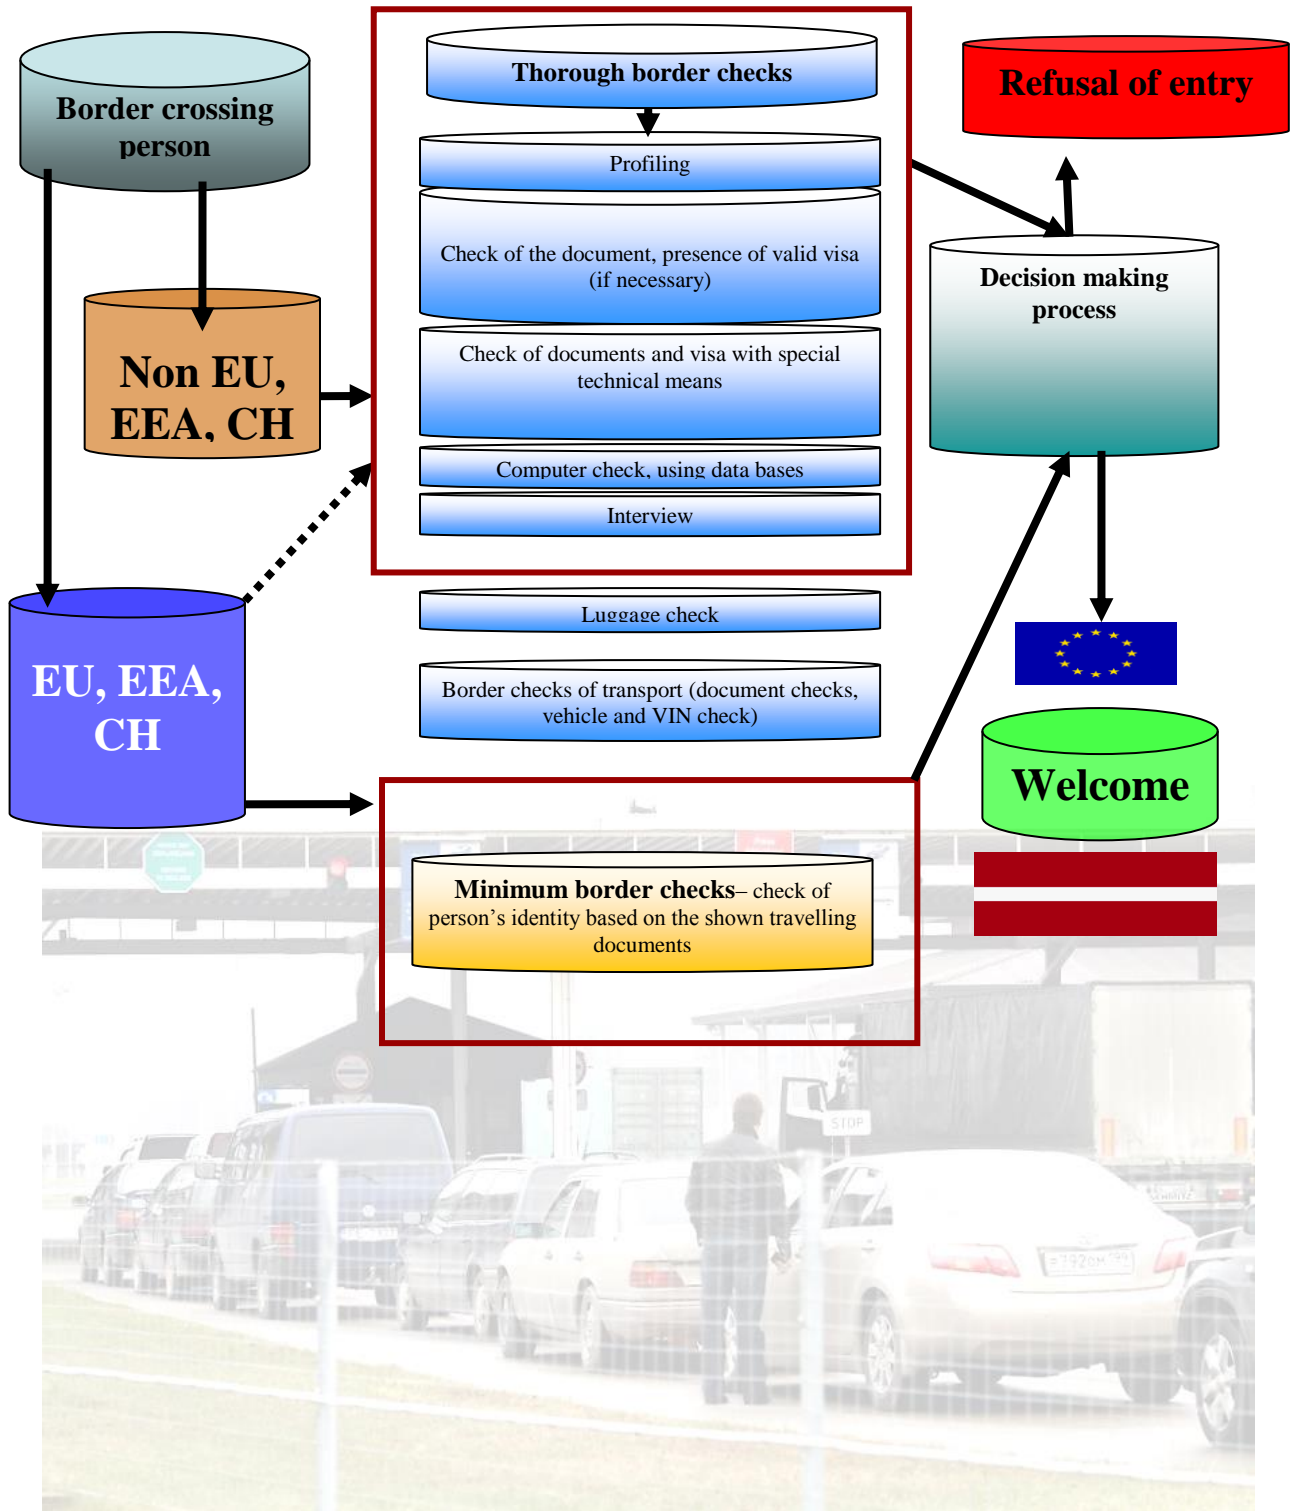 Border crossing
person
Thorough border checks
Refusal of entry
Profiling
Check of the document, presence of valid visa
(if necessary)
Decision making
process
Non EU,
EEA, CH
Check of documents and visa with special
technical means
Computer check, using data bases
Interview
Luggage check
EU, EEA,
CH
Border checks of transport (document checks,
vehicle and VIN check)
Welcome
Minimum border checks– check of
person’s identity based on the shown travelling
documents
STOP